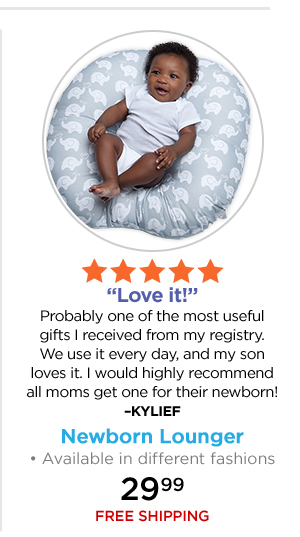 “Love it!”
Probably one of the most useful
gifts I received from my registry.
We use it every day, and my son
loves it. I would highly recommend
all moms get one for their newborn!
–KYLIEF
Newborn Lounger
• Available in different fashions
29⁹⁹
FREE SHIPPING